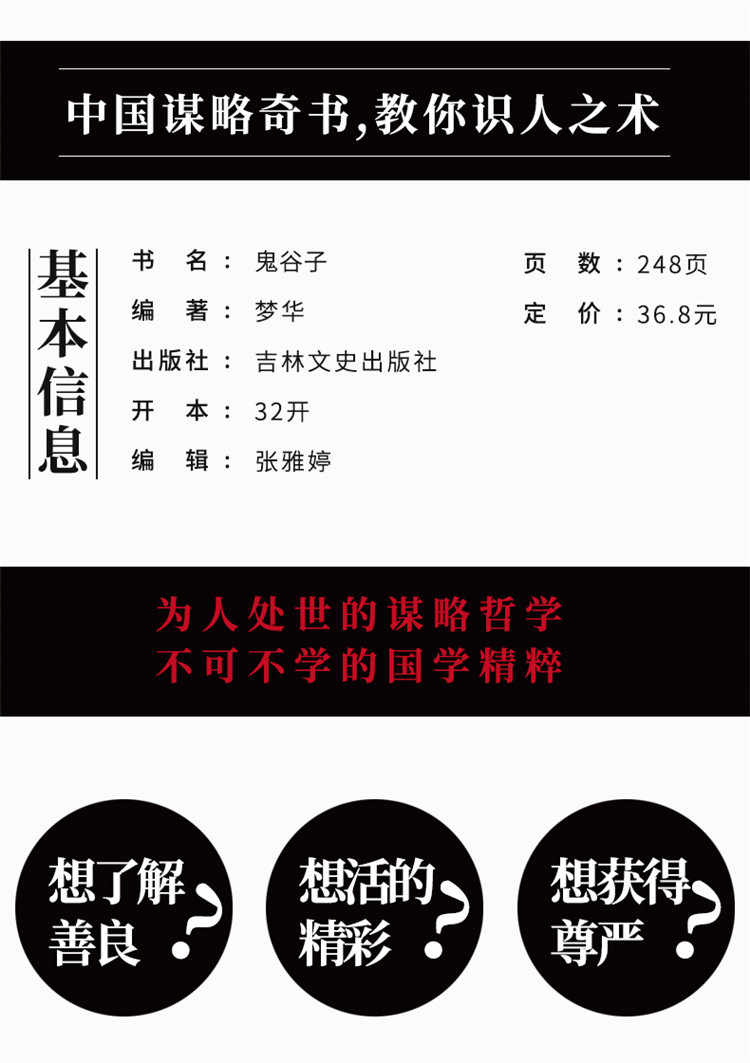 中国谋略奇书,教你识人之术
基本信息
书 名：鬼谷子
编 著：梦华
出版社：吉林文史出版社
开 本：32开
编 辑：张雅婷
页 数：248页
定 价：36.8元
为人处世的谋略哲学
不可不学的国学精粹
想了解
善良？
想活的
精彩？
想获得
尊严？